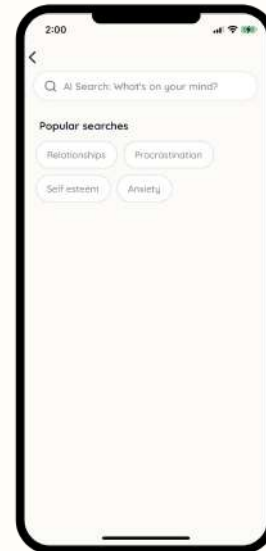 2:00
AI Search: What's on your mind?
Popular searches
Relationships Procrastination
Self esteem Anxiety